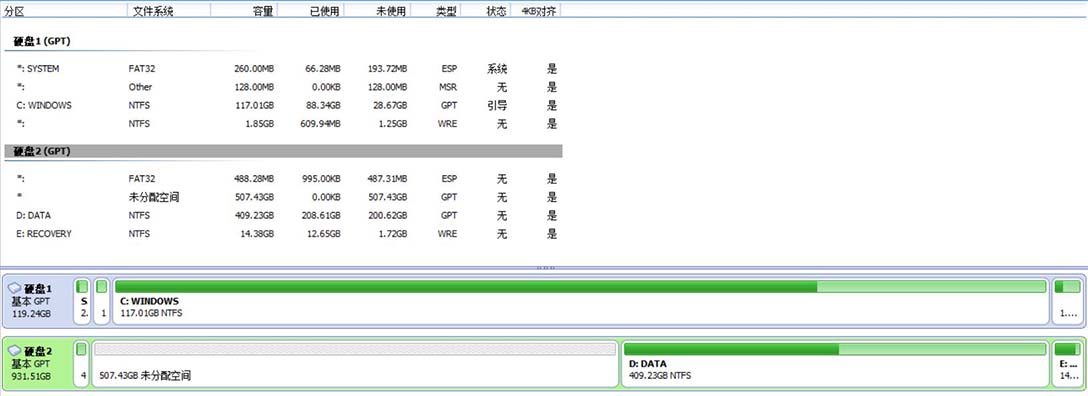 分区 文件系统 容量 已使用 未使用 类型 状态 4KB对齐
硬盘1 (GPT)
*: SYSTEM FAT32 260.00MB 66.28MB 193.72MB ESP 系统 是
*: Other 128.00MB 0.00KB 128.00MB MSR 无 是
C: WINDOWS NTFS 117.01GB 88.34GB 28.67GB GPT 引导 是
*: NTFS 1.85GB 609.94MB 1.25GB WRE 无 是
硬盘2 (GPT)
*: FAT32 488.28MB 995.00KB 487.31MB ESP 无 是
* 未分配空间 507.43GB 0.00KB 507.43GB GPT 无 是
D: DATA NTFS 409.23GB 208.61GB 200.62GB GPT 无 是
E: RECOVERY NTFS 14.38GB 12.65GB 1.72GB WRE 无 是
硬盘1
基本 GPT
119.24GB
S
2.
1
C: WINDOWS
117.01GB NTFS
1....
硬盘2
基本 GPT
931.51GB
4
507.43GB 未分配空间
D: DATA
409.23GB NTFS
E: ...
14...